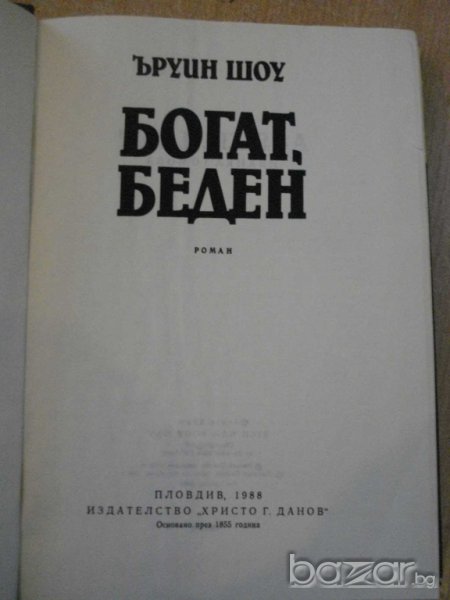 ЪРУИН ШОУ
БОГАТ,
БЕДЕН
РОМАН
ПЛОВДИВ, 1988
ИЗДАТЕЛСТВО „ХРИСТО Г. ДАНОВ“
Основано през 1855 година
bazar.bg